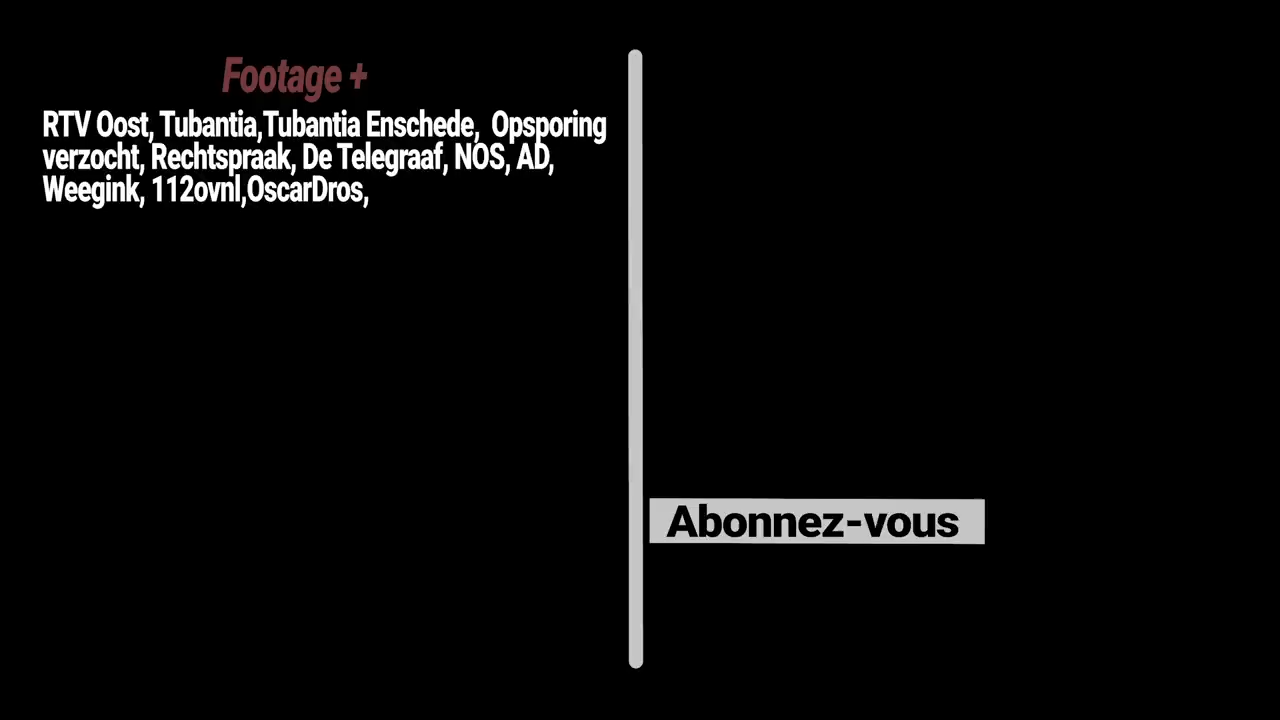 Footage +
RTV Oost, Tubantia,Tubantia Enschede,  Opsporing
verzocht, Rechtspraak, De Telegraaf, NOS, AD,
Weegink, 112ovnl,OscarDros,
Abonnez-vous